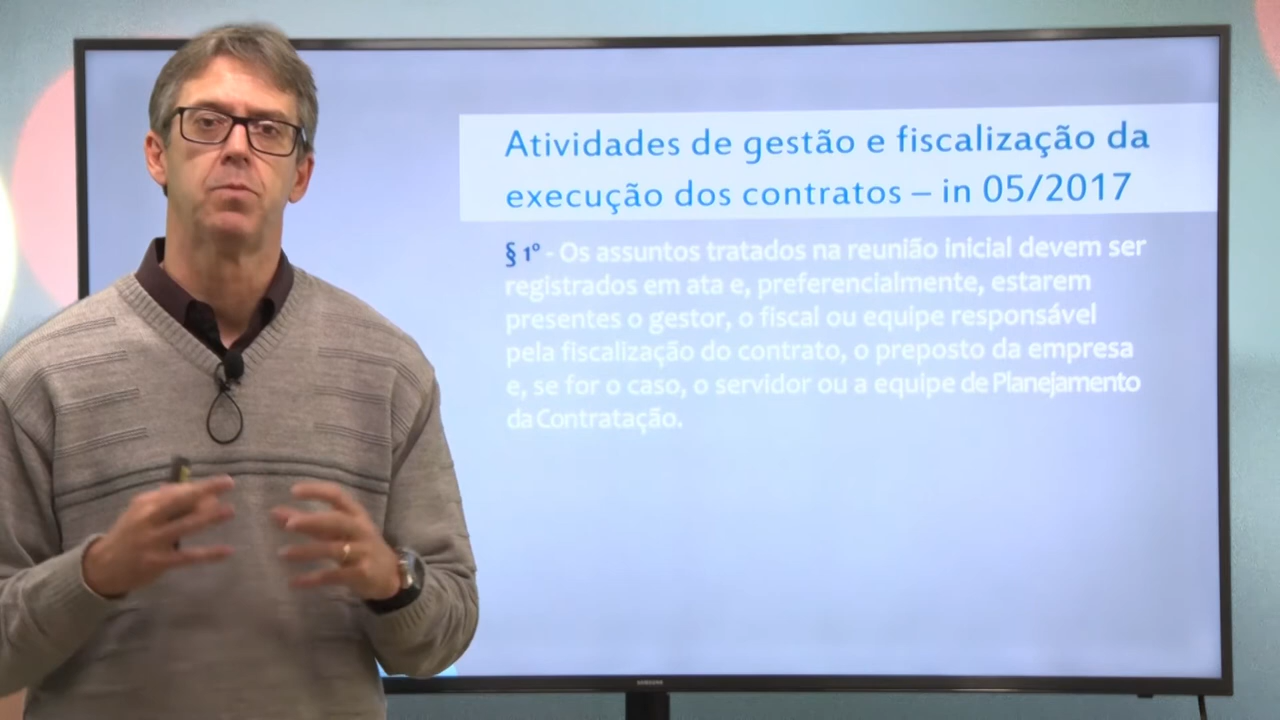 Atividades de gestão e fiscalização da
execução dos contratos – in 05/2017
§ 1º - Os assuntos tratados na reunião inicial devem ser
registrados em ata e, preferencialmente, estarem
presentes o gestor, o fiscal ou equipe responsável
pela fiscalização do contrato, o preposto da empresa
e, se for o caso, o servidor ou a equipe de Planejamento
da Contratação.
SAMSUNG